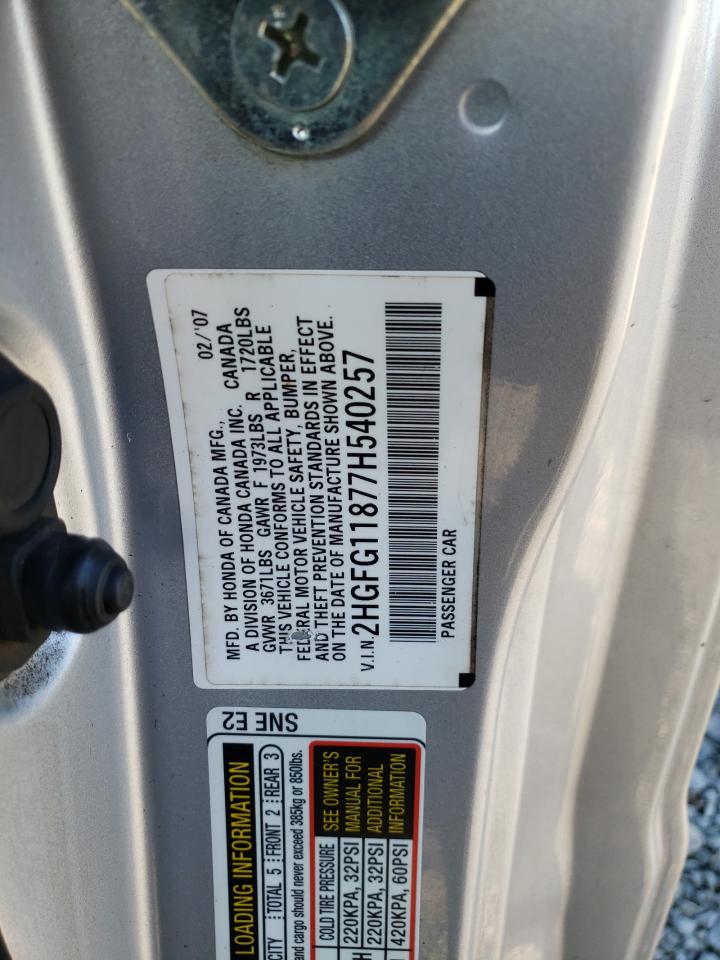 MFD. BY HONDA OF CANADA MFG., 02/'07
A DIVISION OF HONDA CANADA INC. CANADA
GVWR 3671LBS GAWR F 1973LBS R 1720LBS
THIS VEHICLE CONFORMS TO ALL APPLICABLE
FEDERAL MOTOR VEHICLE SAFETY, BUMPER,
AND THEFT PREVENTION STANDARDS IN EFFECT
ON THE DATE OF MANUFACTURE SHOWN ABOVE.
V.I.N. 2HGFG11877H540257
PASSENGER CAR
SNE E2
LOADING INFORMATION
TOTAL 5 FRONT 2 REAR 3
and cargo should never exceed 385kg or 850lbs.
COLD TIRE PRESSURE SEE OWNER'S
220KPA, 32PSI MANUAL FOR
220KPA, 32PSI ADDITIONAL
420KPA, 60PSI INFORMATION